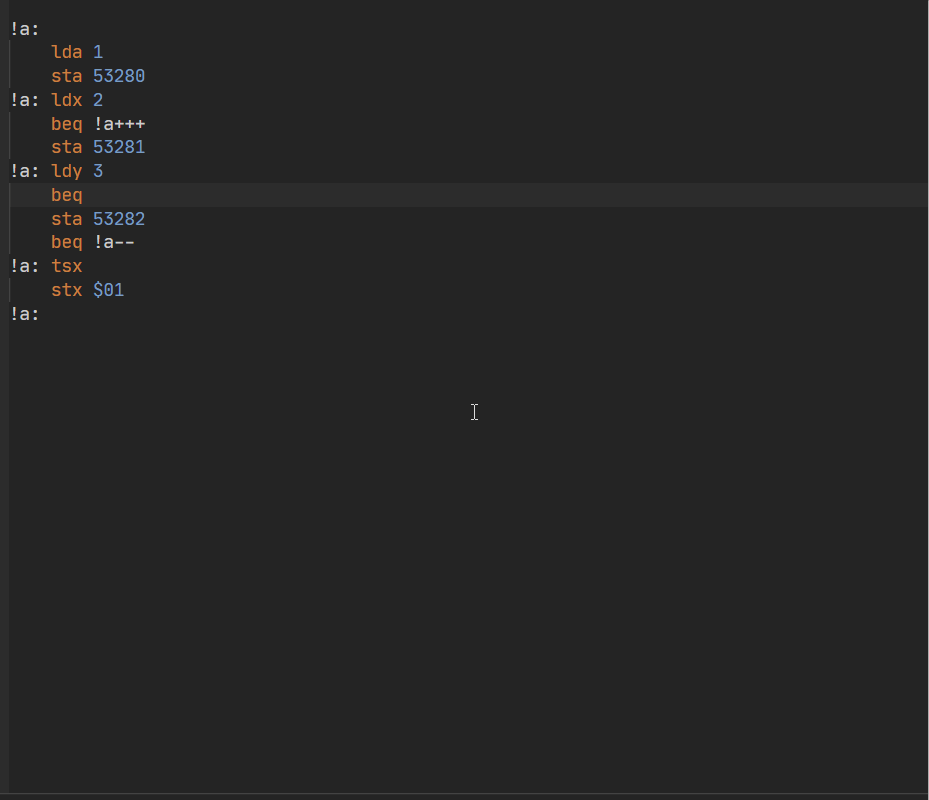 !a:
lda 1
sta 53280
!a: ldx 2
beq !a+++
sta 53281
!a: ldy 3
beq
sta 53282
beq !a--
!a: tsx
stx $01
!a: